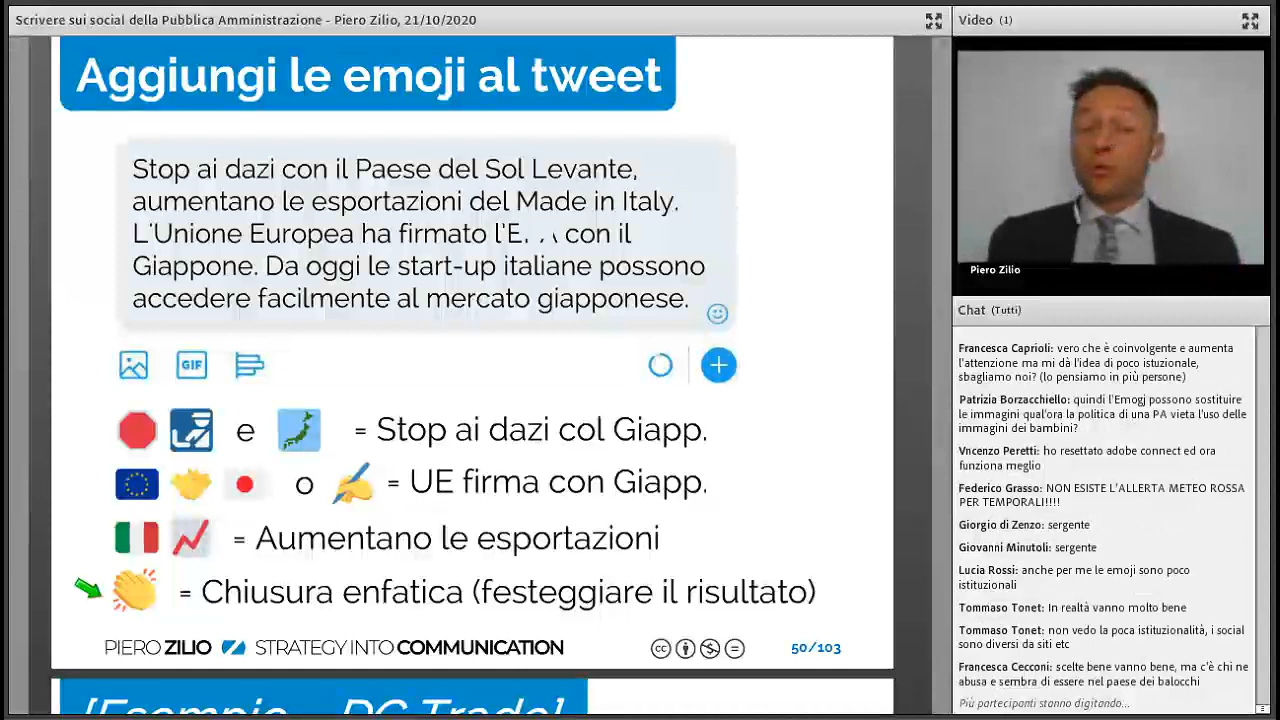 Scrivere sui social della Pubblica Amministrazione - Piero Zilio, 21/10/2020
Aggiungi le emoji al tweet
Stop ai dazi con il Paese del Sol Levante,
aumentano le esportazioni del Made in Italy.
L'Unione Europea ha firmato con il
Giappone. Da oggi le start-up italiane possono
accedere facilmente al mercato giapponese.
GIF
e = Stop ai dazi col Giapp.
o = UE firma con Giapp.
= Aumentano le esportazioni
= Chiusura enfatica (festeggiare il risultato)
PIERO ZILIO STRATEGY INTO COMMUNICATION
cc
50/103
[Esempio DG Trade]
Video (1)
Piero Zilio
Chat (Tutti)
Francesca Caprioli: vero che è coinvolgente e aumenta
l'attenzione ma mi dà l'idea di poco istuzionale,
sbagliamo noi? (lo pensiamo in più persone)
Patrizia Borzacchiello: quindi l'Emogj possono sostituire
le immagini qual'ora la politica di una PA vieta l'uso delle
immagini dei bambini?
Vncenzo Peretti: ho resettato adobe connect ed ora
funziona meglio
Federico Grasso: NON ESISTE L'ALLERTA METEO ROSSA
PER TEMPORALI!!!!
Giorgio di Zenzo: sergente
Giovanni Minutoli: sergente
Lucia Rossi: anche per me le emoji sono poco
istituzionali
Tommaso Tonet: In realtà vanno molto bene
Tommaso Tonet: non vedo la poca istituzionalità, i social
sono diversi da siti etc
Francesca Cecconi: scelte bene vanno bene, ma c'è chi ne
abusa e sembra di essere nel paese dei balocchi
Più partecipanti stanno digitando...